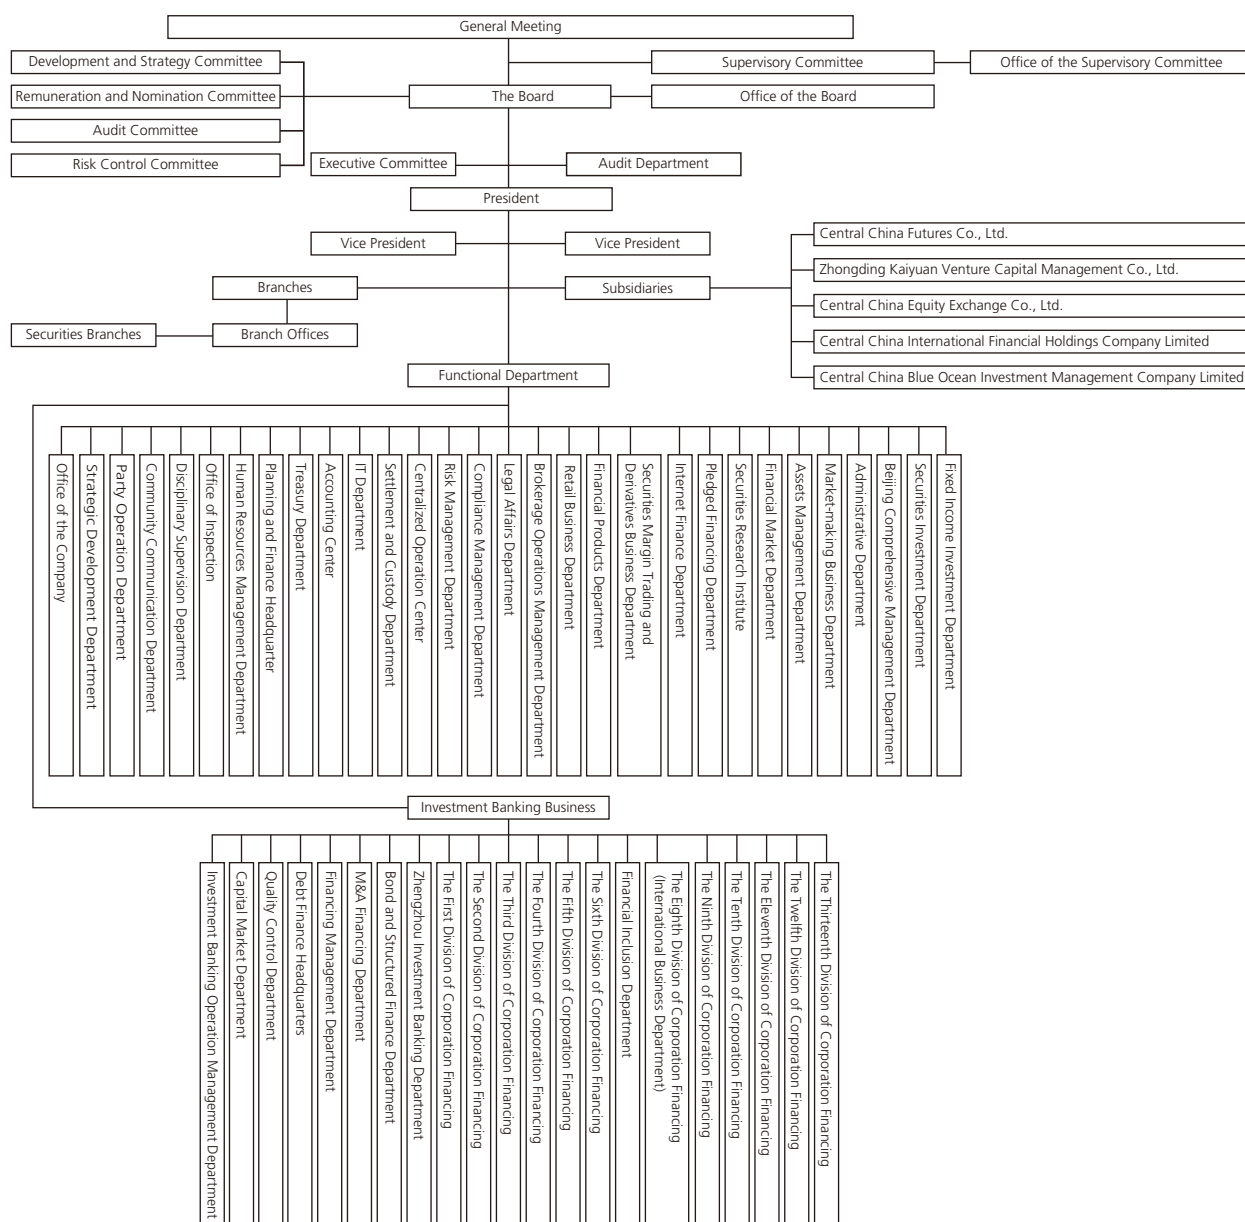 General Meeting
Development and Strategy Committee
Supervisory Committee
Office of the Supervisory Committee
Remuneration and Nomination Committee
The Board
Office of the Board
Audit Committee
Risk Control Committee
Executive Committee
Audit Department
President
Vice President
Vice President
Central China Futures Co., Ltd.
Zhongding Kaiyuan Venture Capital Management Co., Ltd.
Branches
Subsidiaries
Central China Equity Exchange Co., Ltd.
Securities Branches
Branch Offices
Central China International Financial Holdings Company Limited
Functional Department
Central China Blue Ocean Investment Management Company Limited
Office of the Company
Strategic Development Department
Party Operation Department
Community Communication Department
Disciplinary Supervision Department
Office of Inspection
Human Resources Management Department
Planning and Finance Headquarter
Treasury Department
Accounting Center
IT Department
Settlement and Custody Department
Centralized Operation Center
Risk Management Department
Compliance Management Department
Legal Affairs Department
Brokerage Operations Management Department
Retail Business Department
Financial Products Department
Securities Margin Trading and
Derivatives Business Department
Internet Finance Department
Pledged Financing Department
Securities Research Institute
Financial Market Department
Assets Management Department
Market-making Business Department
Administrative Department
Beijing Comprehensive Management Department
Securities Investment Department
Fixed Income Investment Department
Investment Banking Business
Investment Banking Operation Management Department
Capital Market Department
Quality Control Department
Debt Finance Headquarters
Financing Management Department
M&A Financing Department
Bond and Structured Finance Department
Zhengzhou Investment Banking Department
The First Division of Corporation Financing
The Second Division of Corporation Financing
The Third Division of Corporation Financing
The Fourth Division of Corporation Financing
The Fifth Division of Corporation Financing
The Sixth Division of Corporation Financing
Financial Inclusion Department
The Eighth Division of Corporation Financing
(International Business Department)
The Ninth Division of Corporation Financing
The Tenth Division of Corporation Financing
The Eleventh Division of Corporation Financing
The Twelfth Division of Corporation Financing
The Thirteenth Division of Corporation Financing